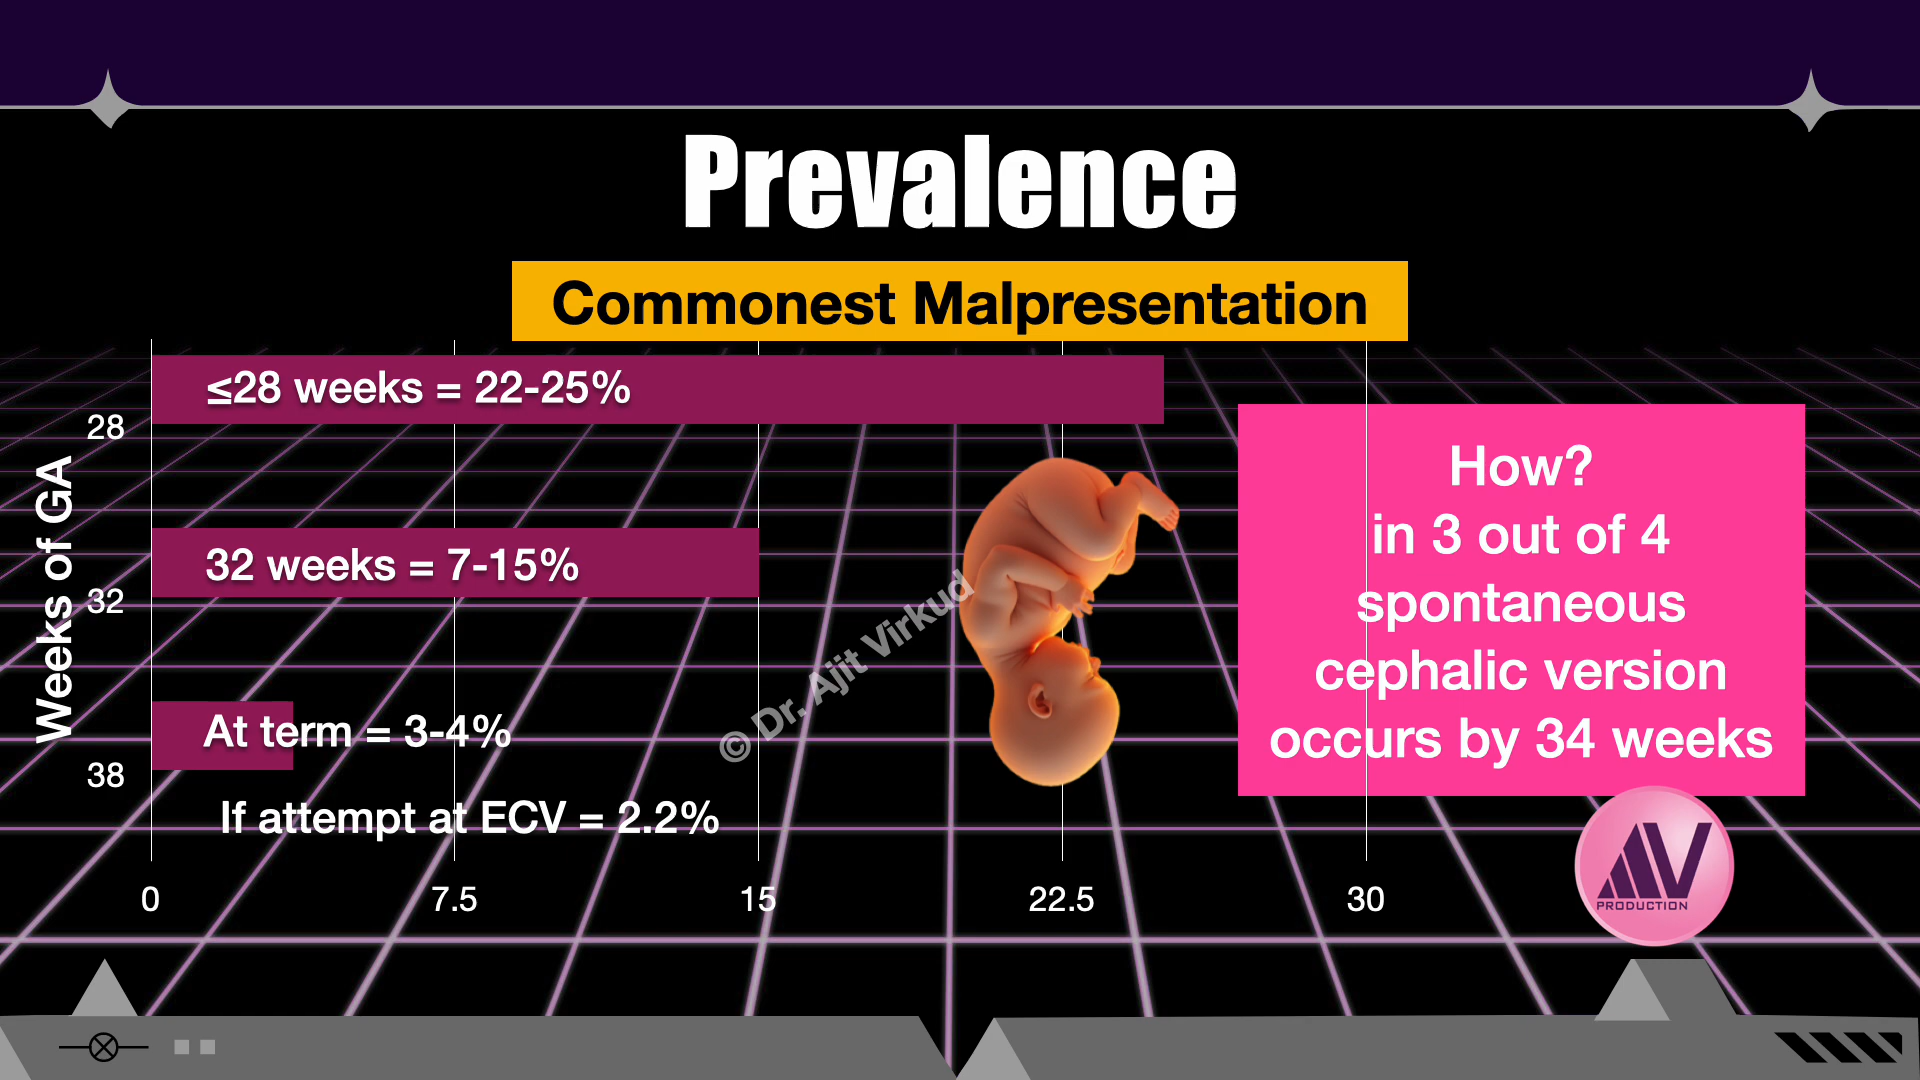 Prevalence
Commonest Malpresentation
≤28 weeks = 22-25%
28
32 weeks = 7-15%
32
At term = 3-4%
38
If attempt at ECV = 2.2%
Weeks of GA
0
7.5
15
22.5
30
How?
in 3 out of 4
spontaneous
cephalic version
occurs by 34 weeks
© Dr. Ajit Virkud
AV
PRODUCTION